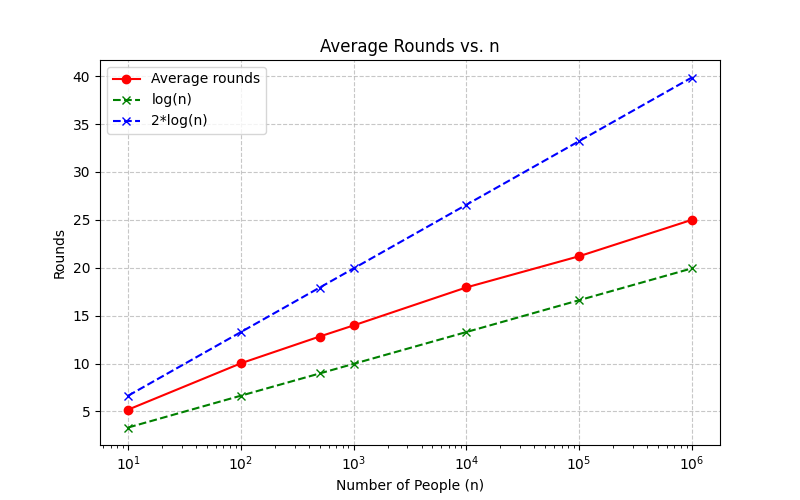 Average Rounds vs. n
Average rounds
log(n)
2*log(n)
40
35
30
25
20
15
10
5
Rounds
10¹
10²
10³
10⁴
10⁵
10⁶
Number of People (n)